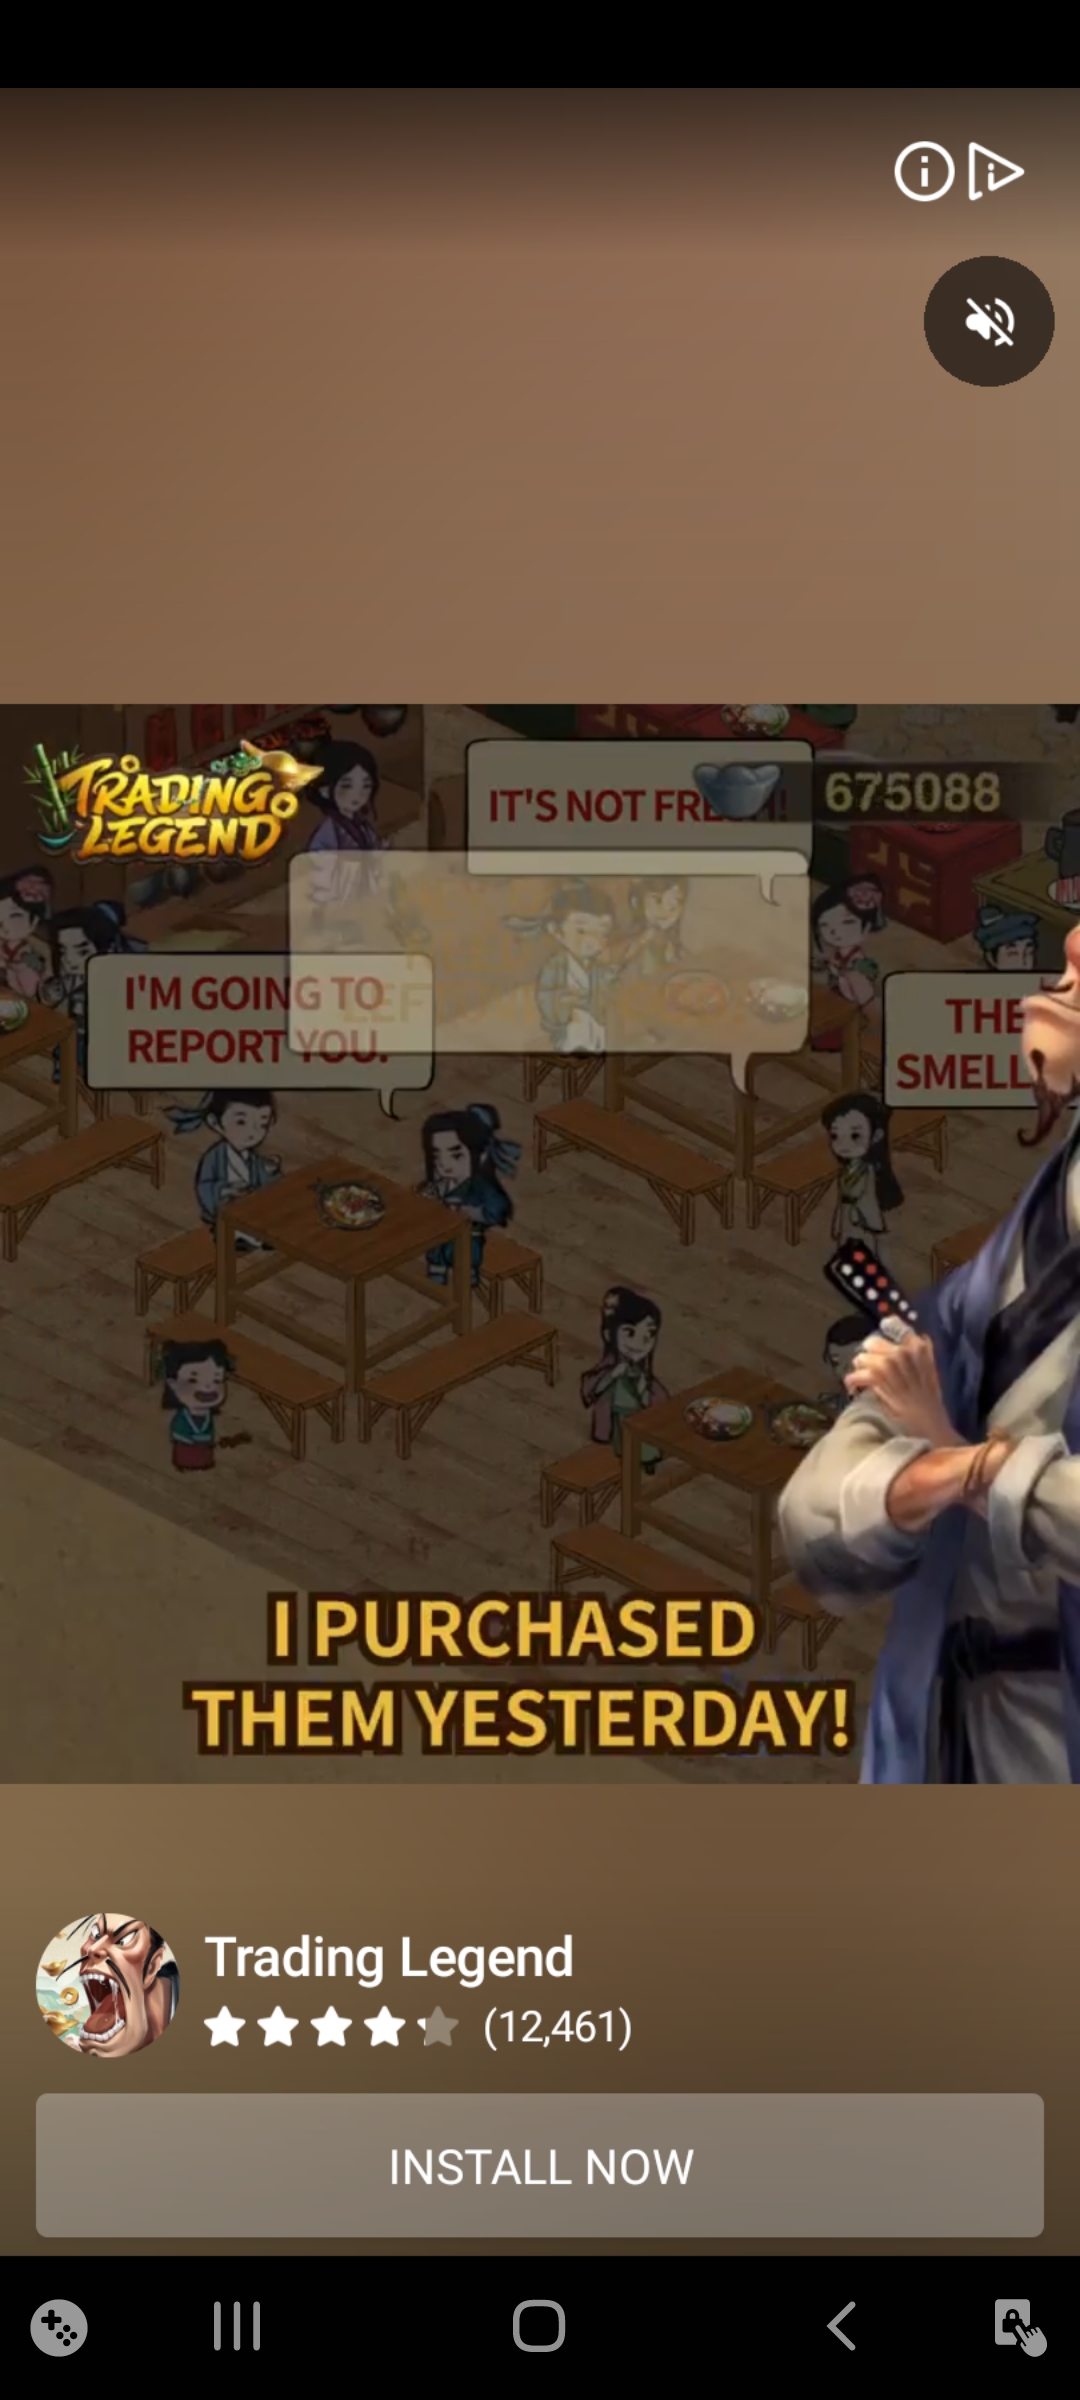 TRADING
LEGEND
IT'S NOT
675088
I'M GOING TO
REPORT YOU.
THE
SMELL
I PURCHASED
THEM YESTERDAY!
Trading Legend
(12,461)
INSTALL NOW